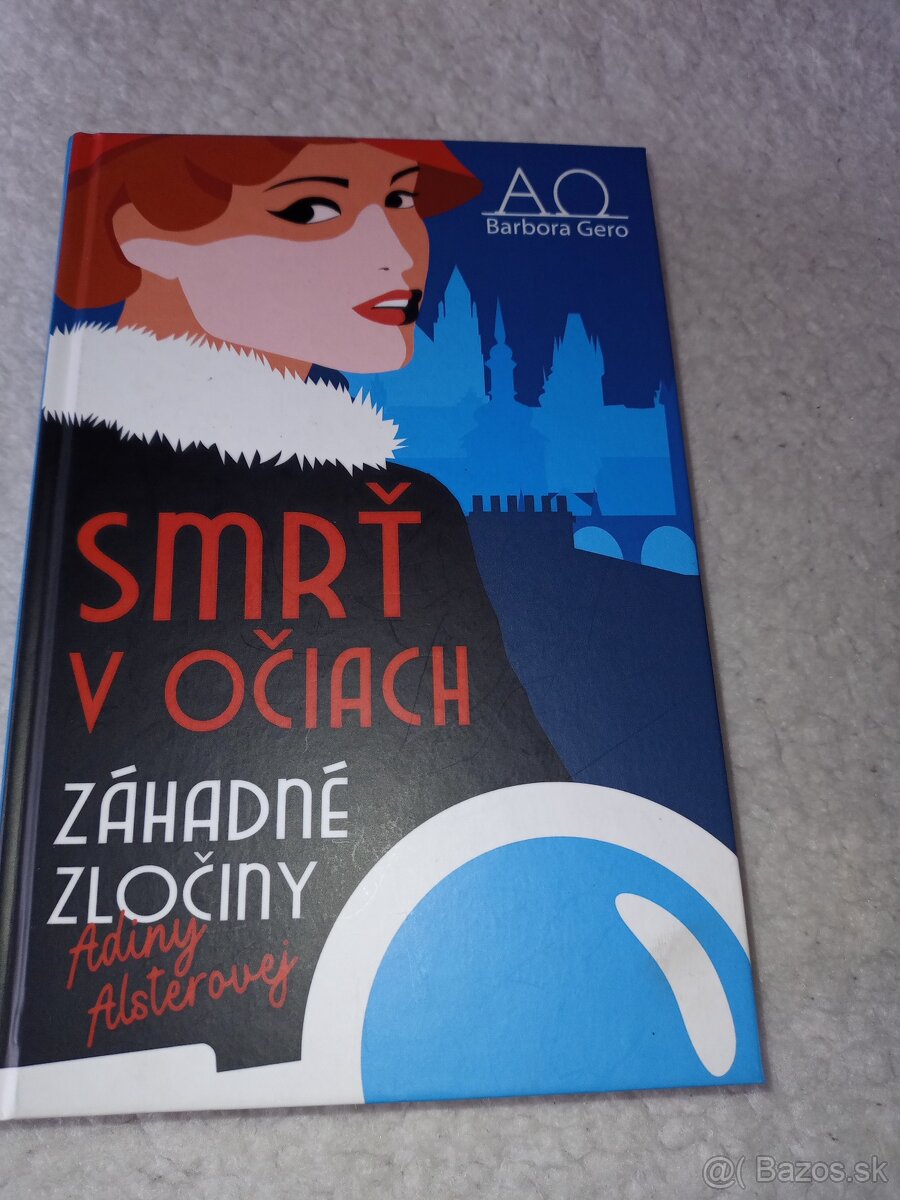 AΩ
Barbora Gero
SMRŤ
V OČIACH
ZÁHADNÉ
ZLOČINY
Adiny
Alsterovej
@( Bazos.sk